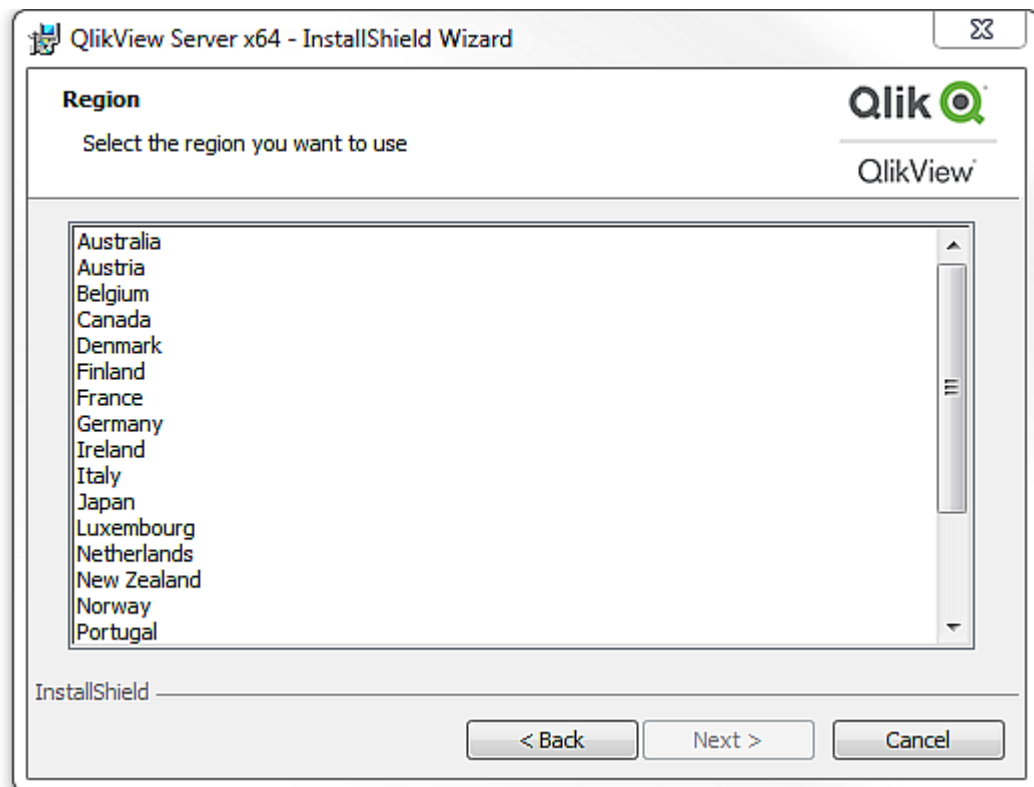 QlikView Server x64 - InstallShield Wizard
Region
Select the region you want to use
Qlik
QlikView
Australia
Austria
Belgium
Canada
Denmark
Finland
France
Germany
Ireland
Italy
Japan
Luxembourg
Netherlands
New Zealand
Norway
Portugal
InstallShield
< Back
Next >
Cancel